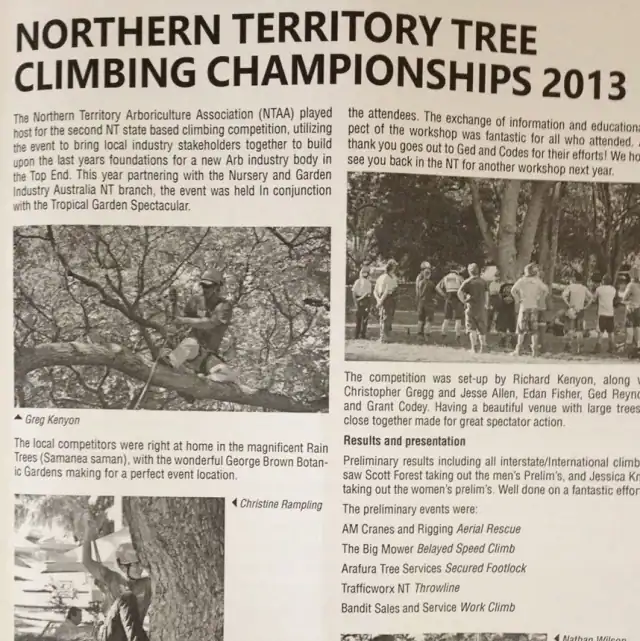 NORTHERN TERRITORY TREE
CLIMBING CHAMPIONSHIPS 2013
The Northern Territory Arboriculture Association (NTAA) played
host for the second NT state based climbing competition, utilizing
the event to bring local industry stakeholders together to build
upon the last years foundations for a new Arb industry body in
the Top End. This year partnering with the Nursery and Garden
Industry Australia NT branch, the event was held In conjunction
with the Tropical Garden Spectacular.
Greg Kenyon
The local competitors were right at home in the magnificent Rain
Trees (Samanea saman), with the wonderful George Brown Botan-
ic Gardens making for a perfect event location.
Christine Rampling
the attendees. The exchange of information and
pect of the workshop was fantastic for all who attended.
thank you goes out to Ged and Codes for their efforts! We
see you back in the NT for another workshop next year.
The competition was set-up by Richard Kenyon, along
Christopher Gregg and Jesse Allen, Edan Fisher, Ged
and Grant Codey. Having a beautiful venue with large trees
close together made for great spectator action.
Results and presentation
Preliminary results including all interstate/International
saw Scott Forest taking out the men's Prelim's, and Jessica
taking out the women's prelim's. Well done on a fantastic
The preliminary events were:
AM Cranes and Rigging Aerial Rescue
The Big Mower Belayed Speed Climb
Arafura Tree Services Secured Footlock
Trafficworx NT Throwline
Bandit Sales and Service Work Climb
Nathan Wilson